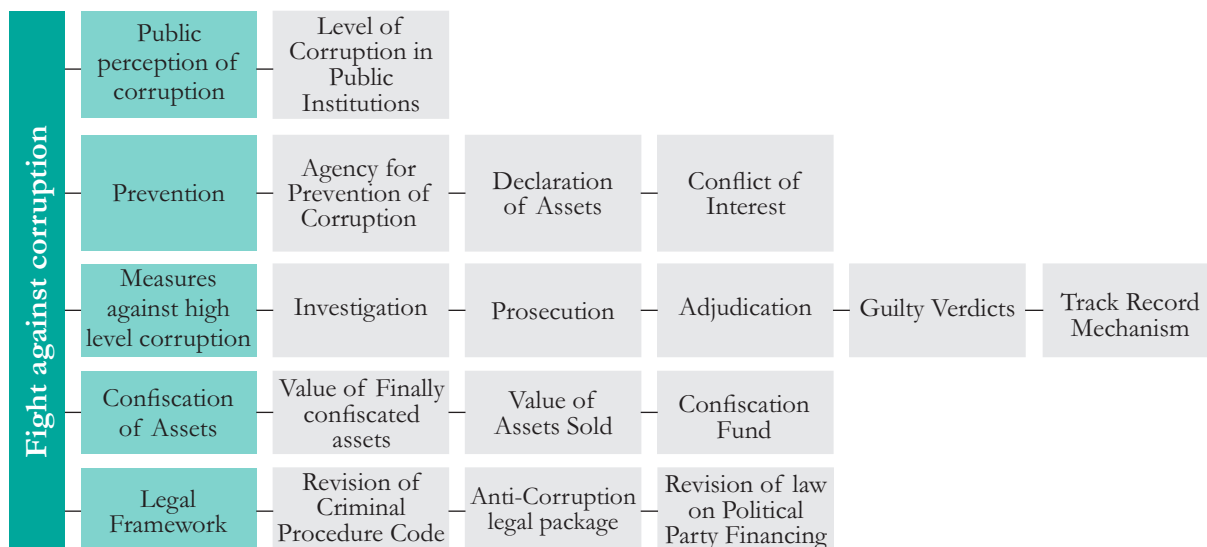 Fight against corruption
Public
perception of
corruption
Level of
Corruption in
Public
Institutions
Prevention
Agency for
Prevention of
Corruption
Declaration
of Assets
Conflict of
Interest
Measures
against high
level corruption
Investigation
Prosecution
Adjudication
Guilty Verdicts
Track Record
Mechanism
Confiscation
of Assets
Value of Finally
confiscated
assets
Value of
Assets Sold
Confiscation
Fund
Legal
Framework
Revision of
Criminal
Procedure Code
Anti-Corruption
legal package
Revision of law
on Political
Party Financing